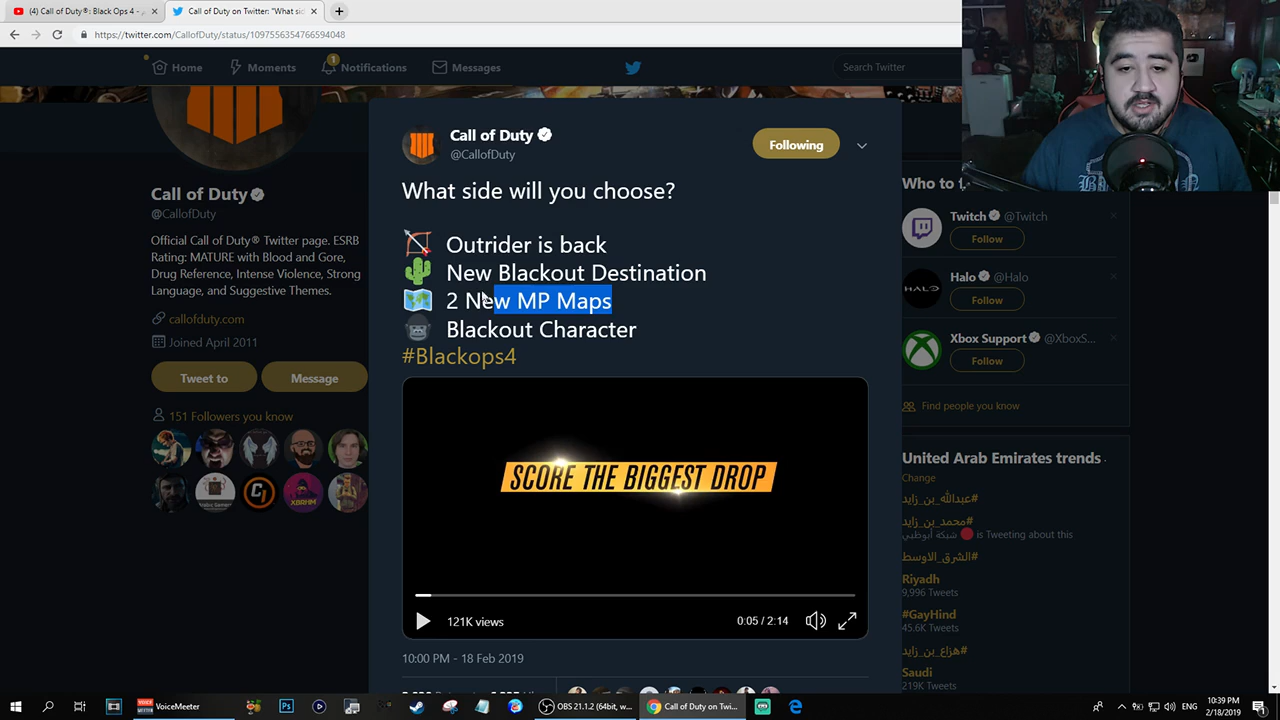 (4) Call of Duty®: Black Ops 4 -
Call of Duty on Twitter: "What sid
https://twitter.com/CallofDuty/status/1097556354766594048
Home
Moments
1
Notifications
Messages
Search Twitter
Call of Duty
@CallofDuty
Official Call of Duty® Twitter page. ESRB
Rating: MATURE with Blood and Gore,
Drug Reference, Intense Violence, Strong
Language, and Suggestive Themes.
callofduty.com
Joined April 2011
Tweet to
Message
151 Followers you know
Call of Duty
@CallofDuty
Following
What side will you choose?
Outrider is back
New Blackout Destination
2 New MP Maps
Blackout Character
#Blackops4
SCORE THE BIGGEST DROP
121K views
0:05 / 2:14
10:00 PM - 18 Feb 2019
Who to f
Twitch @Twitch
Follow
Halo @Halo
Follow
Xbox Support @XboxS...
Follow
Find people you know
United Arab Emirates trends
Change
#عبدالله_بن_زايد
#محمد_بن_زايد
شبكة أبوظبي is Tweeting about this
#الشرق_الاوسط
Riyadh
9,996 Tweets
#GayHind
45.6K Tweets
#هزاع_بن_زايد
Saudi
219K Tweets
VoiceMeeter
OBS 21.1.2 (64bit, w...
Call of Duty on Twi...
10:39 PM
2/18/2019